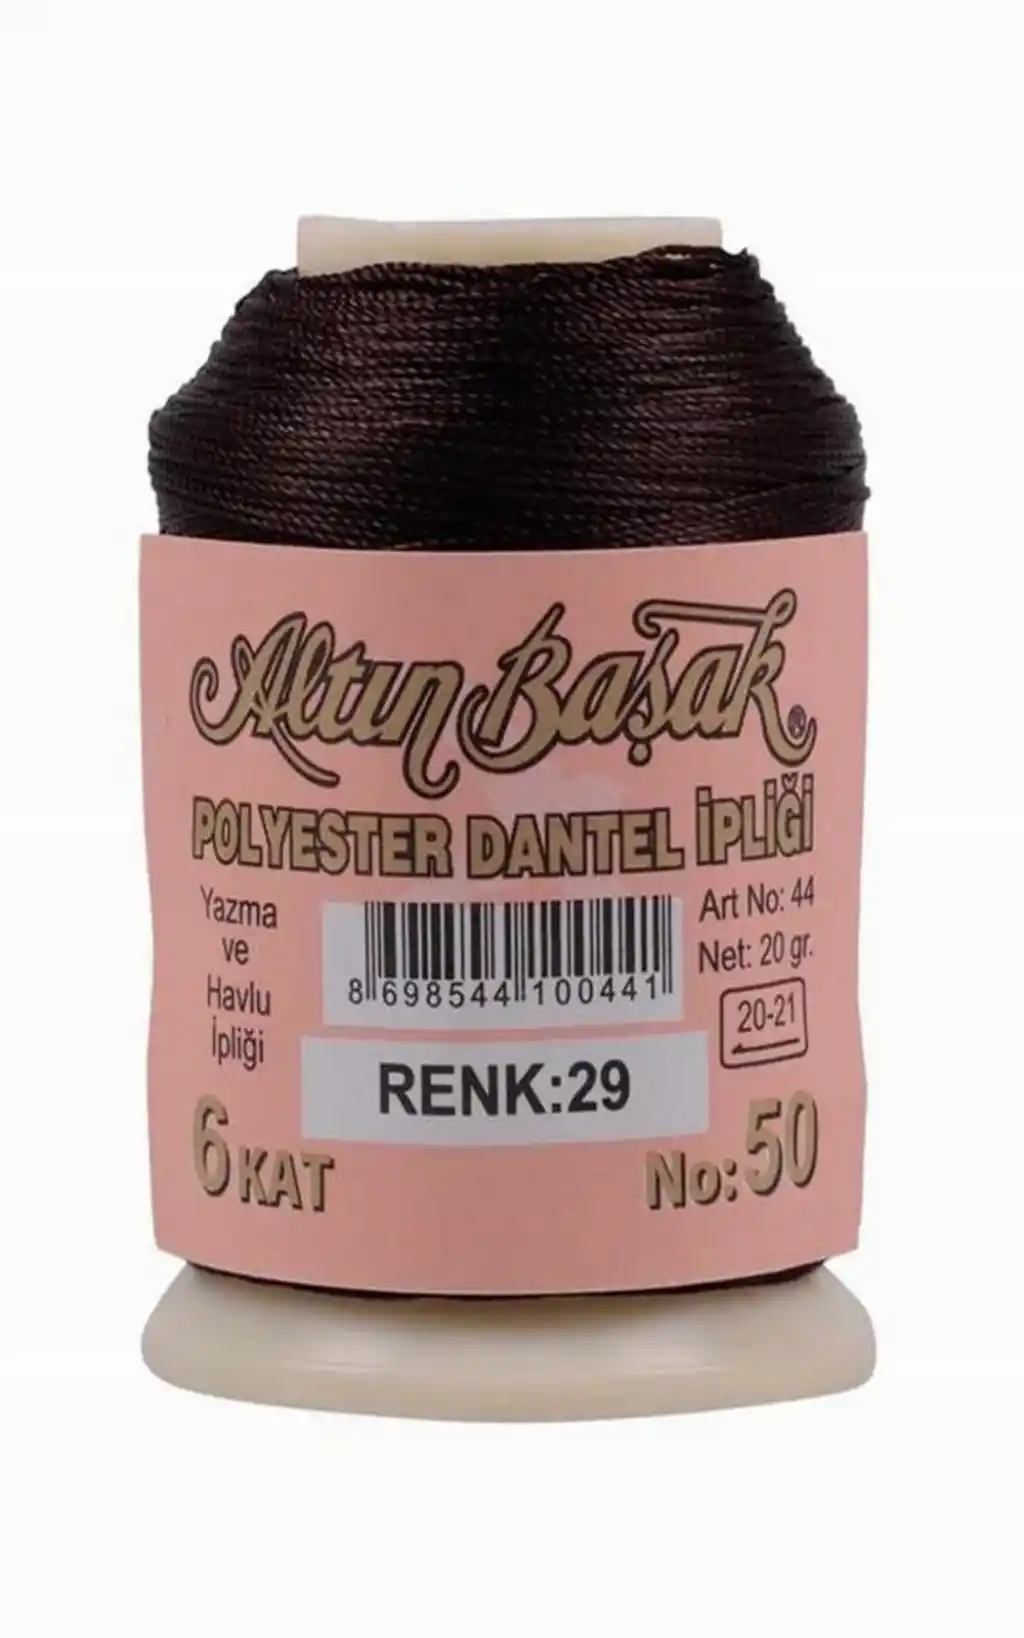 Altın Başak ®
POLYESTER DANTEL İPLİĞİ
Yazma
ve
Havlu
İpliği
8 698544 100441
Art No: 44
Net: 20 gr.
20-21
RENK:29
6 KAT
No: 50